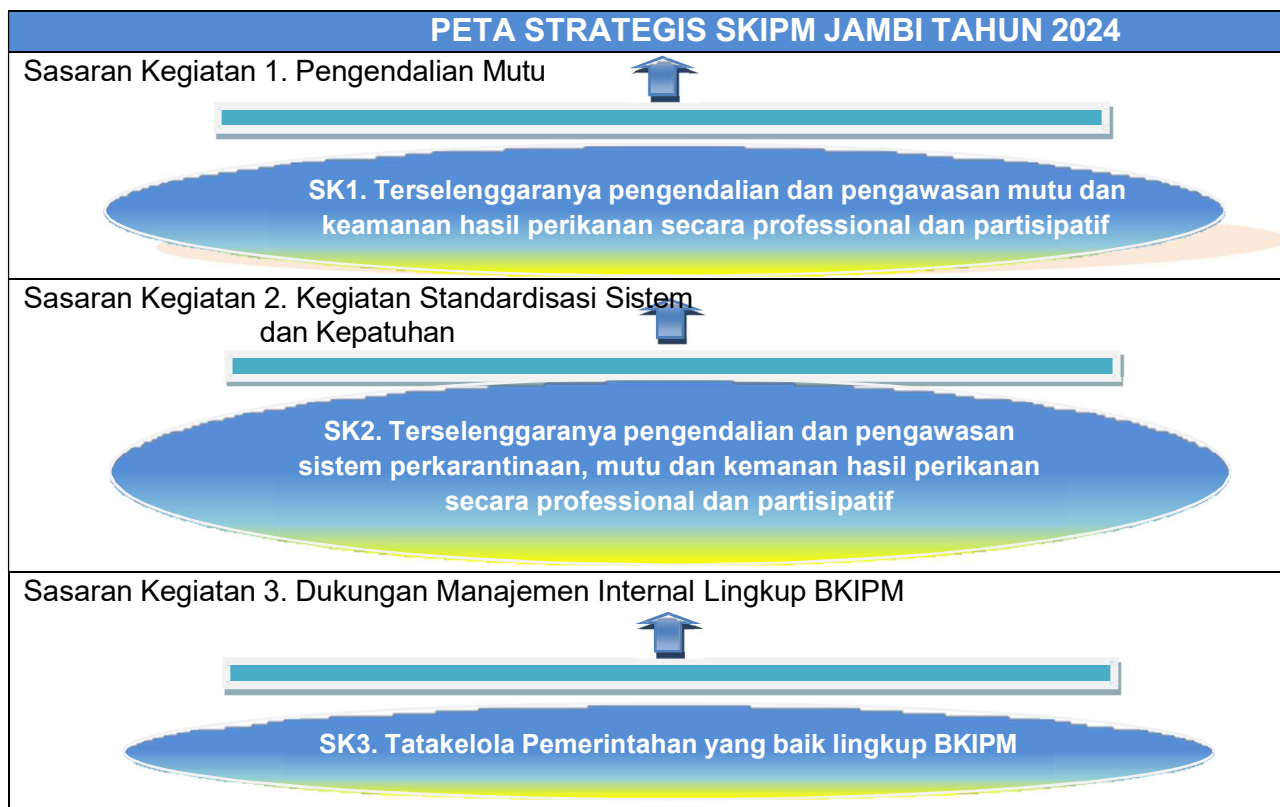 PETA STRATEGIS SKIPM JAMBI TAHUN 2024
Sasaran Kegiatan 1. Pengendalian Mutu
SK1. Terselenggaranya pengendalian dan pengawasan mutu dan
keamanan hasil perikanan secara professional dan partisipatif
Sasaran Kegiatan 2. Kegiatan Standardisasi Sistem
dan Kepatuhan
SK2. Terselenggaranya pengendalian dan pengawasan
sistem perkarantinaan, mutu dan kemanan hasil perikanan
secara professional dan partisipatif
Sasaran Kegiatan 3. Dukungan Manajemen Internal Lingkup BKIPM
SK3. Tatakelola Pemerintahan yang baik lingkup BKIPM